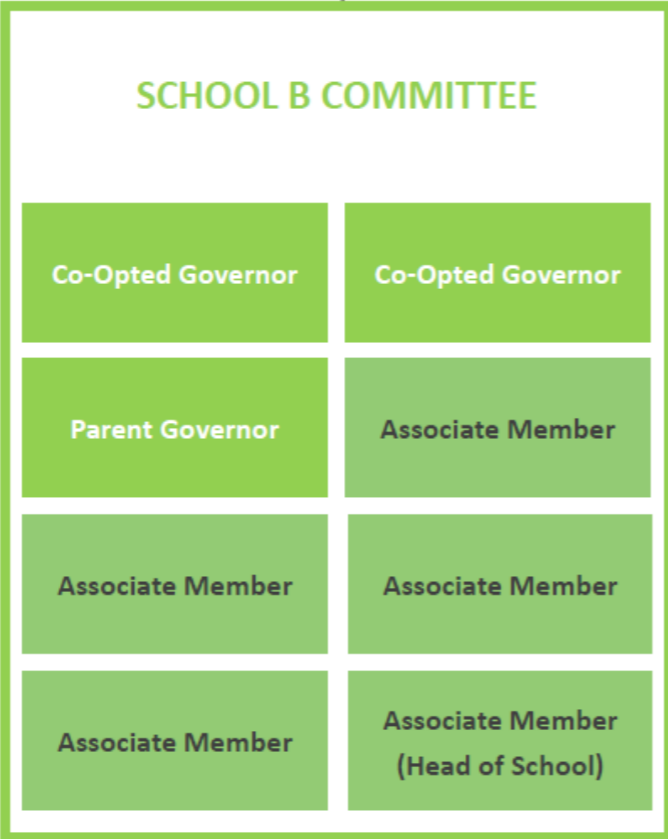 SCHOOL B COMMITTEE
Co-Opted Governor
Co-Opted Governor
Parent Governor
Associate Member
Associate Member
Associate Member
Associate Member
Associate Member
(Head of School)